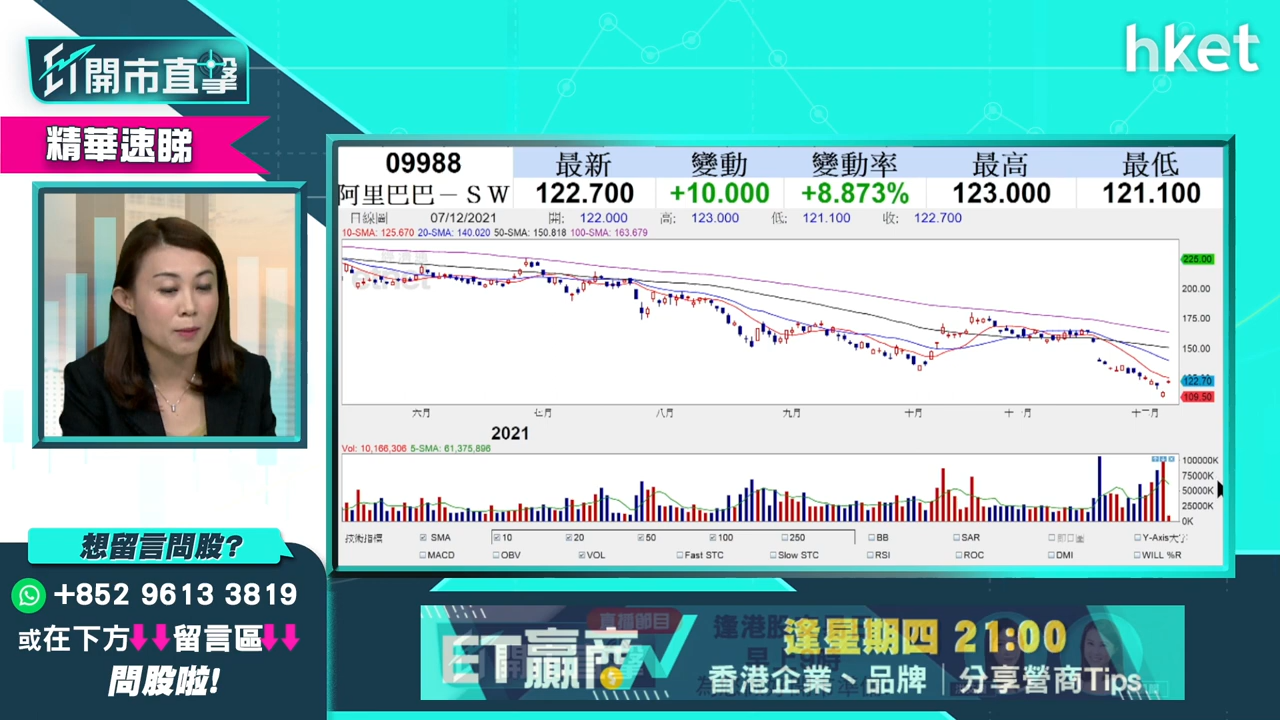 ET開市直擊
hket
精華速睇
09988
阿里巴巴－ＳＷ
最新 變動 變動率 最高 最低
122.700 +10.000 +8.873% 123.000 121.100
日線圖 07/12/2021 開: 122.000 高: 123.000 低: 121.100 收: 122.700
10-SMA: 125.670 20-SMA: 140.020 50-SMA: 150.818 100-SMA: 163.679
225.00
200.00
175.00
150.00
122.70
109.50
六月 七月 八月 九月 十月 十一月 十二月
2021
Vol: 10,166,306 5-SMA: 61,375,896
100000K
75000K
50000K
25000K
0K
技術指標 SMA 10 20 50 100 250 BB SAR Y-Axis
MACD OBV VOL Fast STC Slow STC RSI ROC DMI WILL %R
想留言問股?
+852 9613 3819
或在下方留言區
問股啦!
ET贏商
逢星期四 21:00
香港企業、品牌｜分享營商Tips